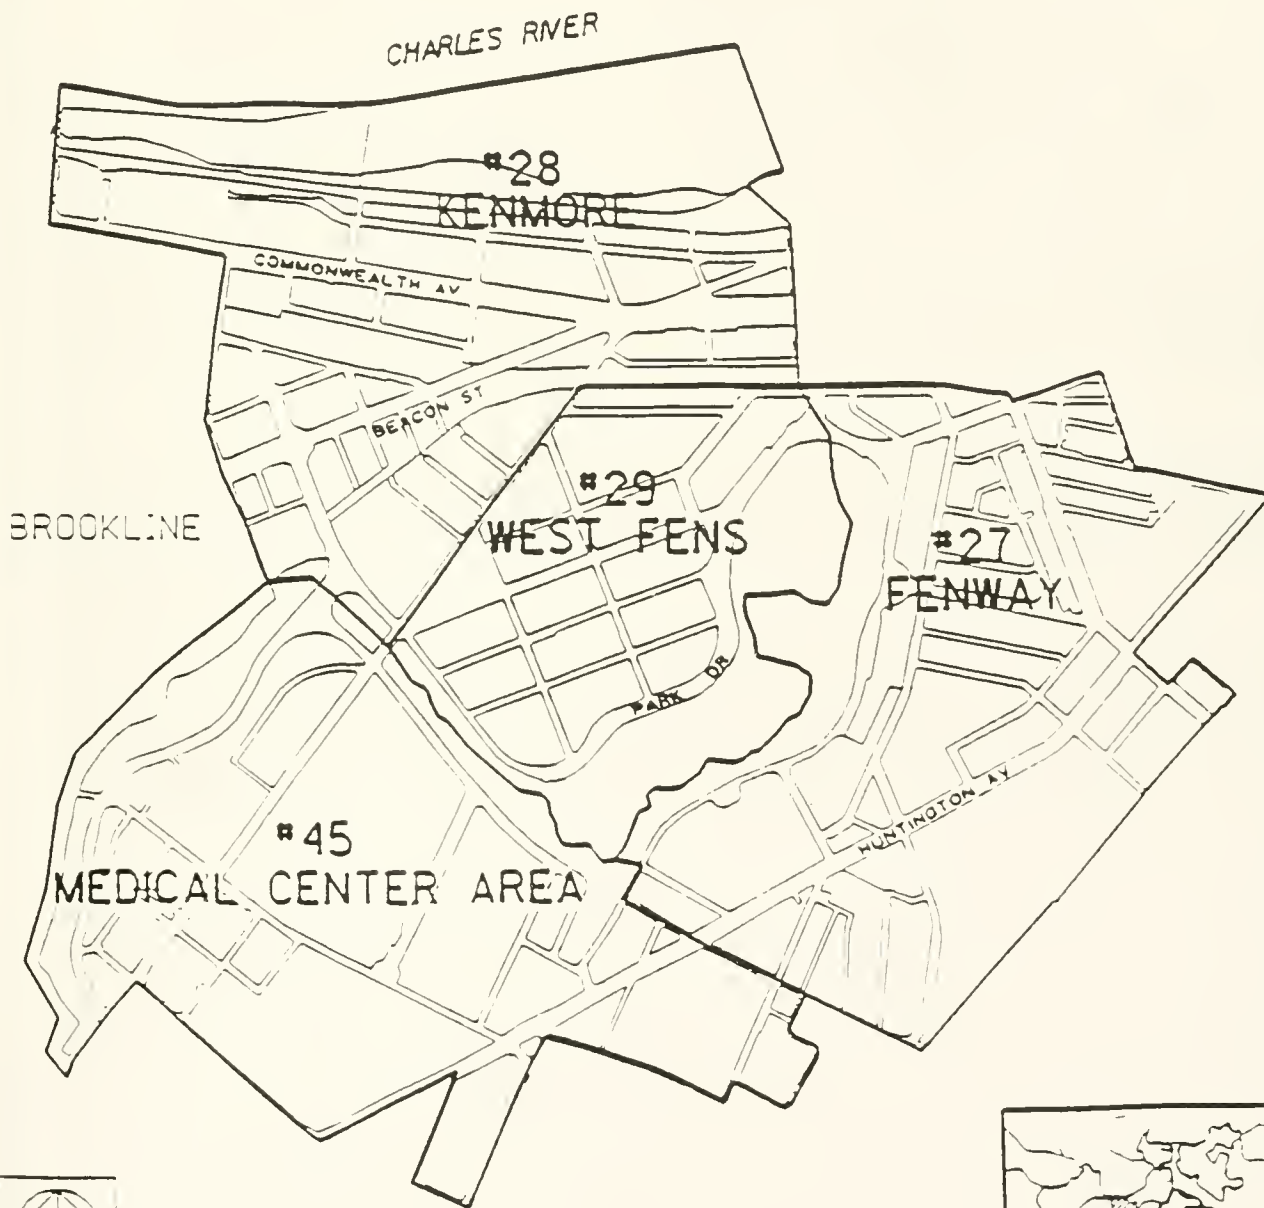 CHARLES RIVER
#28
KENMORE
COMMONWEALTH AV
BEACON ST
#29
WEST FENS
BROOKLINE
#27
FENWAY
PARK DR
HUNTINGTON AV
#45
MEDICAL CENTER AREA